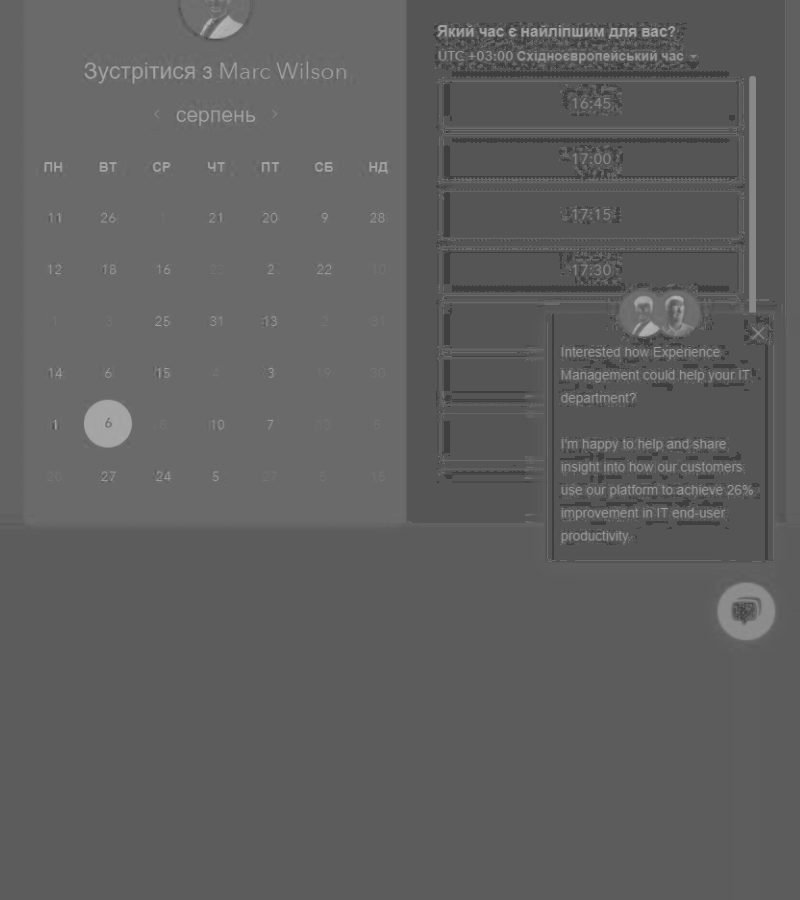 Зустрітися з Marc Wilson
серпень
ПН ВТ СР ЧТ ПТ СБ НД
11 26 21 20 9 28
12 18 16 23 2 22 10
1 3 25 31 13 2 31
14 6 15 4 3 19 30
1 6 8 10 7 23 5
20 27 24 5 27 6 15
Який час є найліпшим для вас?
UTC +03:00 Східноєвропейський час
16:45
17:00
17:15
17:30
Interested how Experience
Management could help your IT
department?
I'm happy to help and share
insight into how our customers
use our platform to achieve 26%
improvement in IT end-user
productivity.